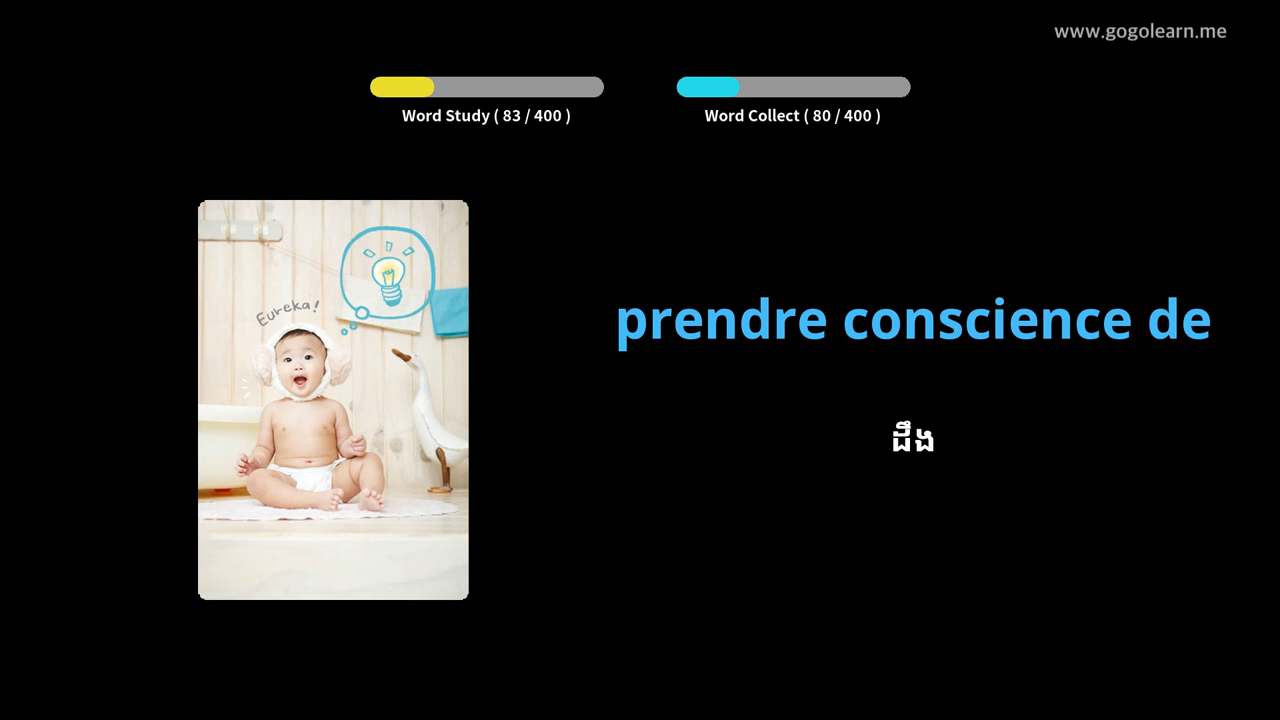 www.gogolearn.me
Word Study ( 83 / 400 )
Word Collect ( 80 / 400 )
Eureka!
prendre conscience de
ដឹង